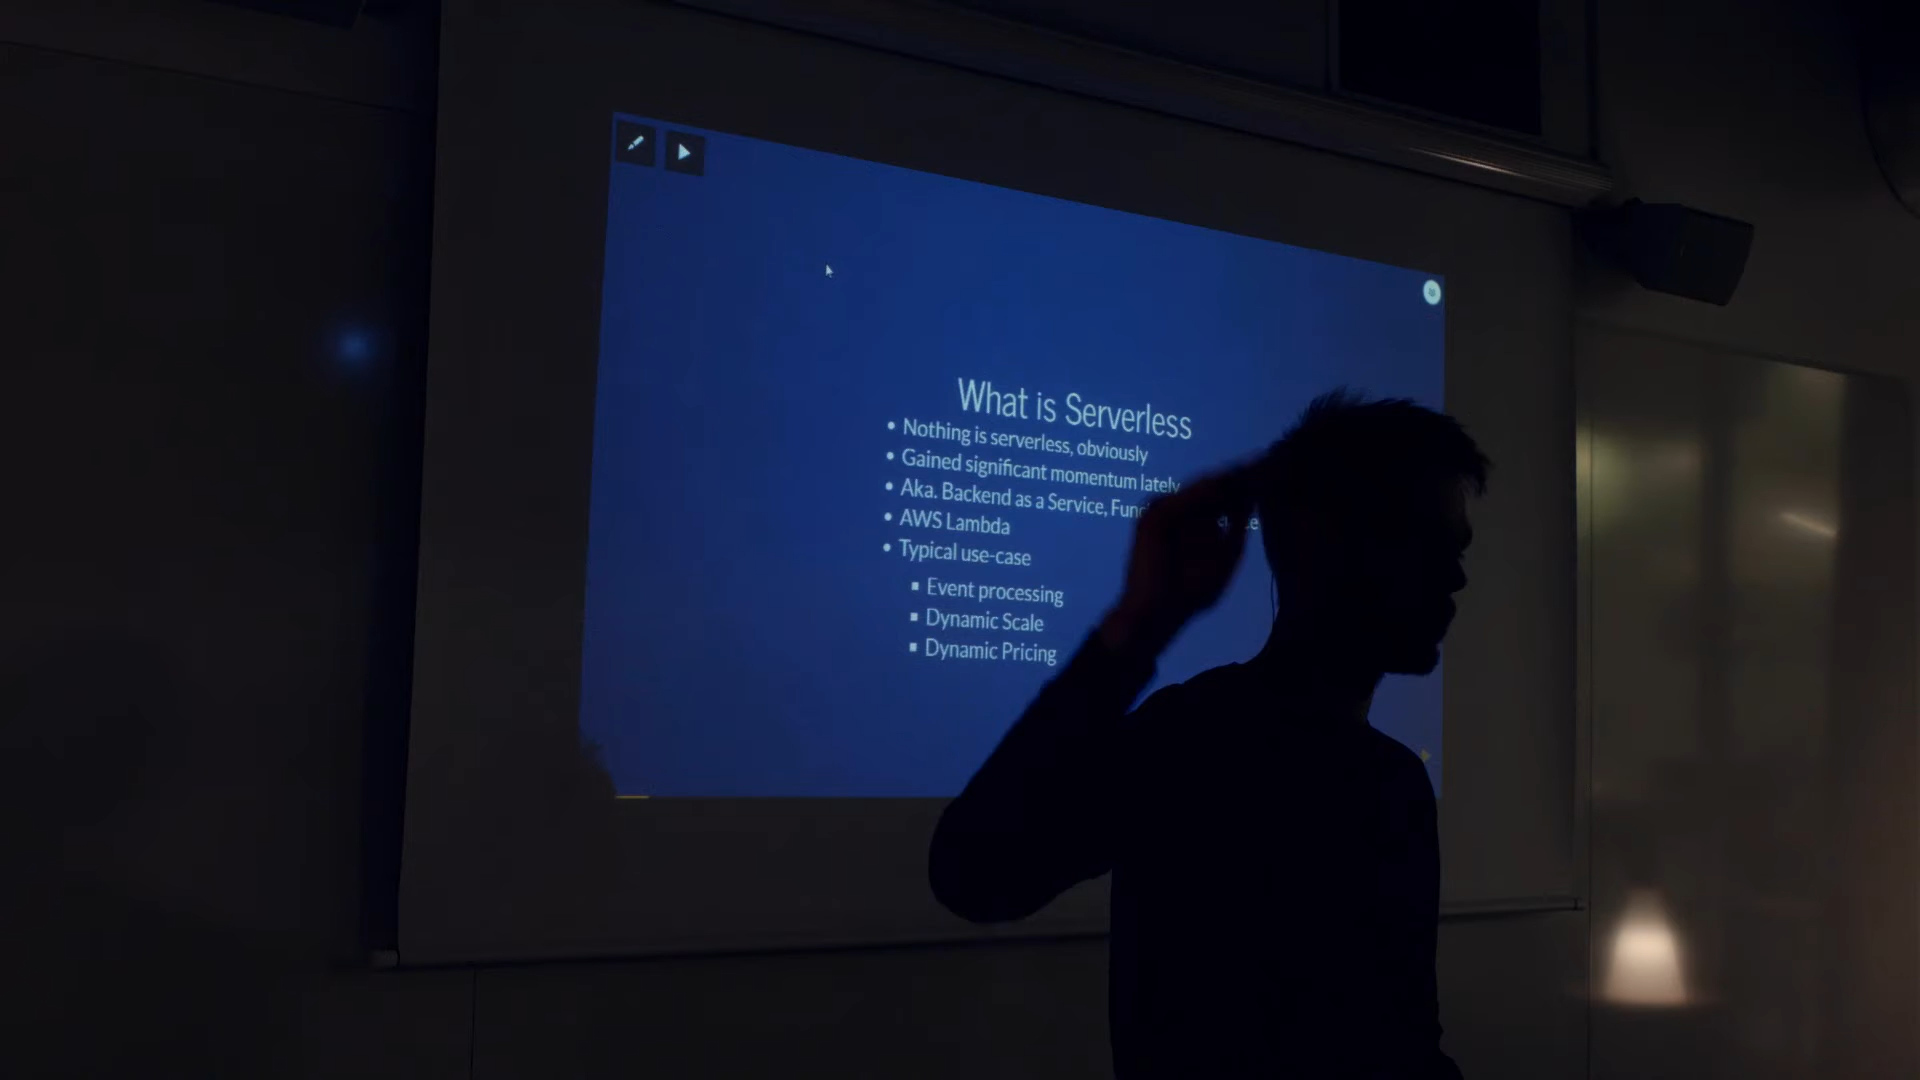 What is Serverless
• Nothing is serverless, obviously
• Gained significant momentum lately
• Aka. Backend as a Service,
• AWS Lambda
• Typical use-case
▪ Event processing
▪ Dynamic Scale
▪ Dynamic Pricing